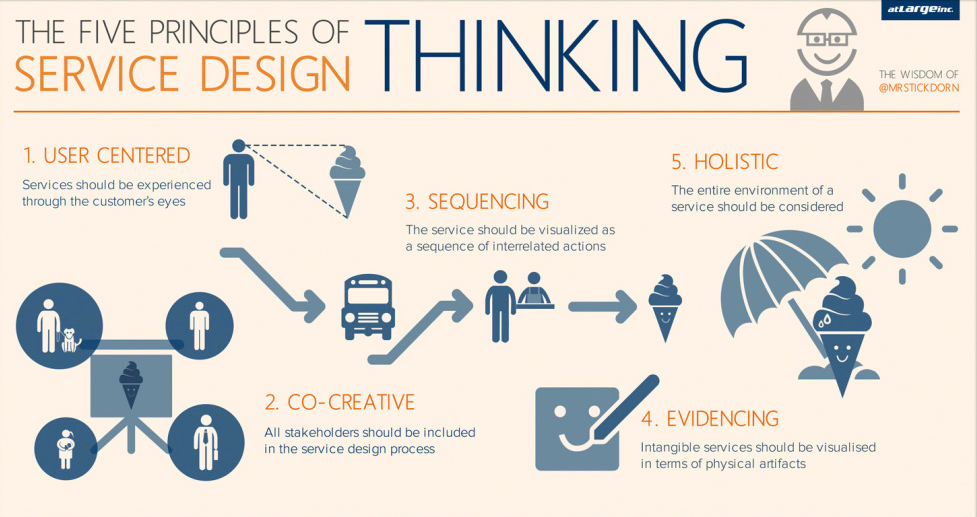 THE FIVE PRINCIPLES OF
SERVICE DESIGN
THINKING
atLargeinc.
THE WISDOM OF
@MRSTICKDORN
1. USER CENTERED
Services should be experienced
through the customer's eyes
2. CO-CREATIVE
All stakeholders should be included
in the service design process
3. SEQUENCING
The service should be visualized as
a sequence of interrelated actions
4. EVIDENCING
Intangible services should be visualised
in terms of physical artifacts
5. HOLISTIC
The entire environment of a
service should be considered